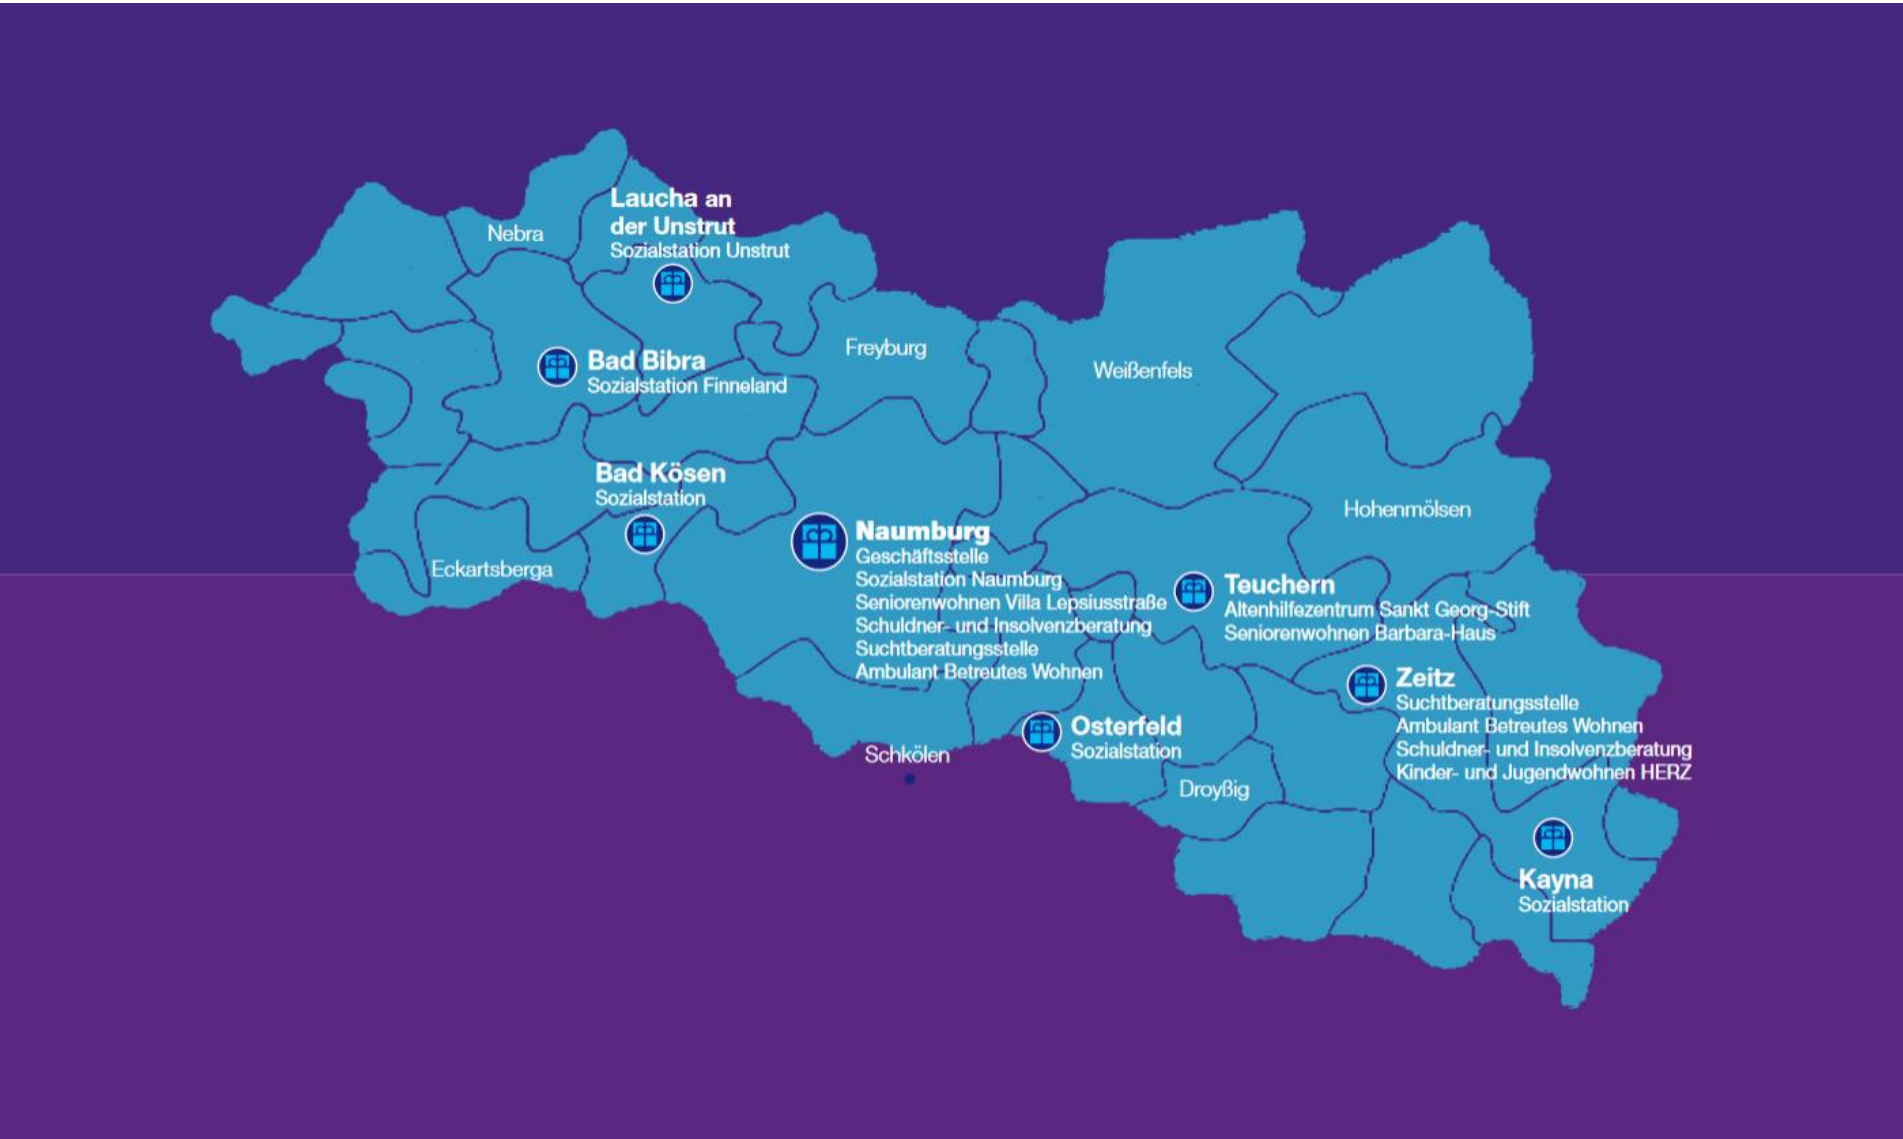 Laucha an
der Unstrut
Sozialstation Unstrut
Nebra
Freyburg
Bad Bibra
Sozialstation Finneland
Weißenfels
Bad Kösen
Sozialstation
Hohenmölsen
Naumburg
Geschäftsstelle
Sozialstation Naumburg
Seniorenwohnen Villa Lepsiusstraße
Schuldner- und Insolvenzberatung
Suchtberatungsstelle
Ambulant Betreutes Wohnen
Eckartsberga
Teuchern
Altenhilfezentrum Sankt Georg-Stift
Seniorenwohnen Barbara-Haus
Zeitz
Suchtberatungsstelle
Ambulant Betreutes Wohnen
Schuldner- und Insolvenzberatung
Kinder- und Jugendwohnen HERZ
Osterfeld
Sozialstation
Schkölen
Droyßig
Kayna
Sozialstation